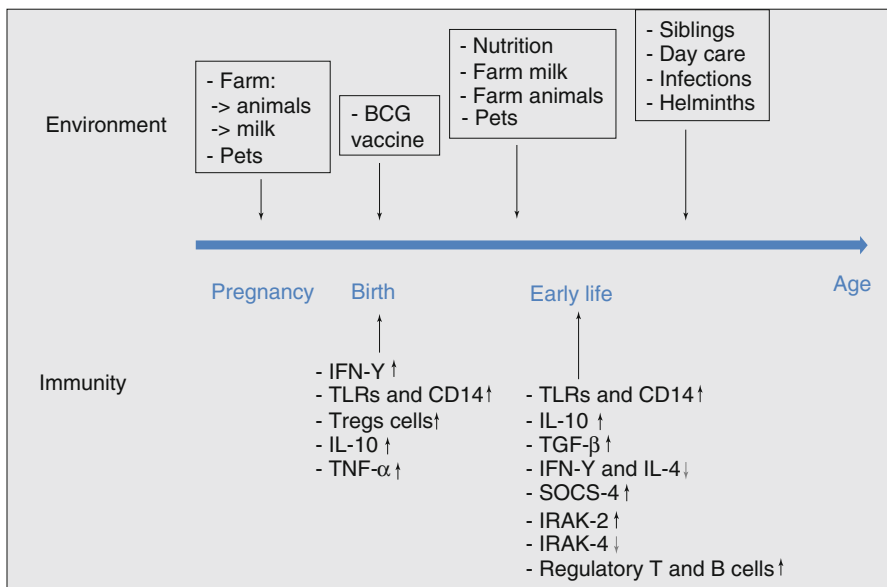 Environment
- Farm:
-> animals
-> milk
- Pets
- BCG
vaccine
- Nutrition
- Farm milk
- Farm animals
- Pets
- Siblings
- Day care
- Infections
- Helminths
Pregnancy
Birth
Early life
Age
Immunity
- IFN-Y ↑
- TLRs and CD14 ↑
- Tregs cells ↑
- IL-10 ↑
- TNF-α ↑
- TLRs and CD14 ↑
- IL-10 ↑
- TGF-β ↑
- IFN-Y and IL-4 ↓
- SOCS-4 ↑
- IRAK-2 ↑
- IRAK-4 ↓
- Regulatory T and B cells ↑